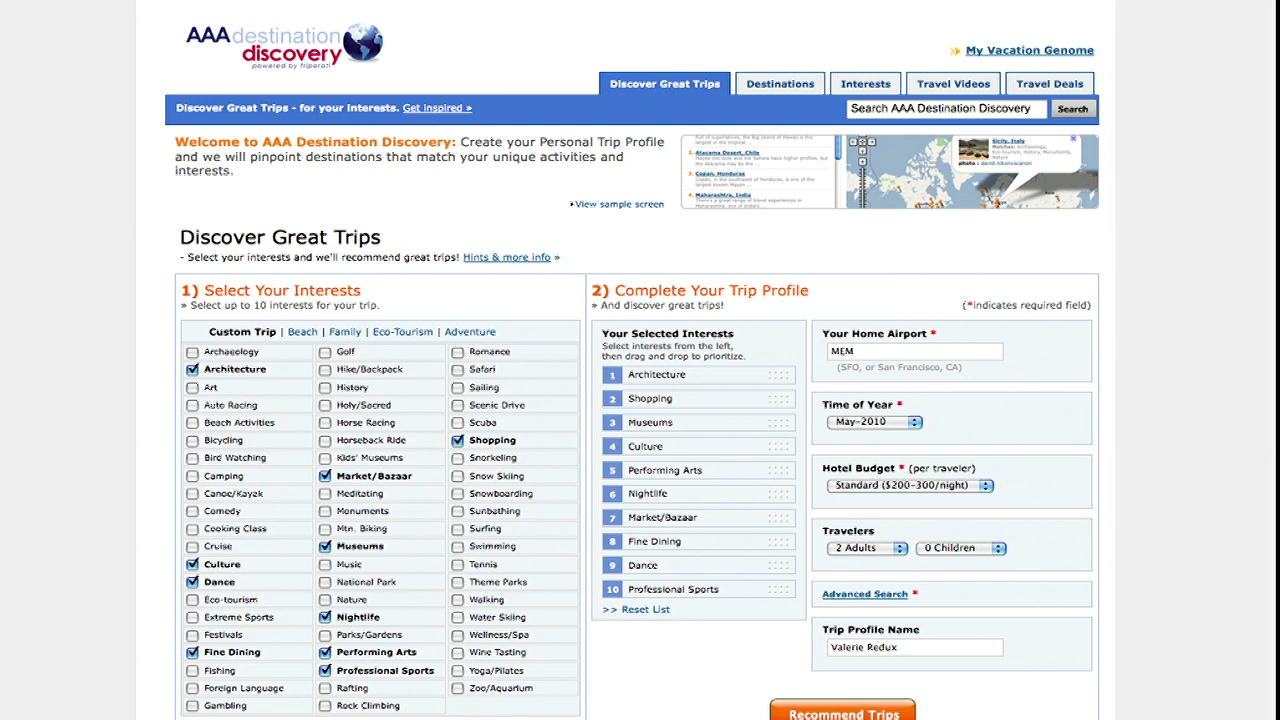 AAA destination
discovery
powered by triporati
My Vacation Genome
Discover Great Trips
Destinations
Interests
Travel Videos
Travel Deals
Discover Great Trips - for your interests. Get inspired »
Search AAA Destination Discovery
Search
Welcome to AAA Destination Discovery: Create your Personal Trip Profile
and we will pinpoint destinations that match your unique activities and
interests.
View sample screen
Atacama Desert, Chile
Copan, Honduras
Maharashtra, India
Sicily, Italy
Discover Great Trips
- Select your interests and we'll recommend great trips! Hints & more info »
1) Select Your Interests
» Select up to 10 interests for your trip.
Custom Trip | Beach | Family | Eco-Tourism | Adventure
Archaeology
Architecture
Art
Auto Racing
Beach Activities
Bicycling
Bird Watching
Camping
Canoe/Kayak
Comedy
Cooking Class
Cruise
Culture
Dance
Eco-tourism
Extreme Sports
Festivals
Fine Dining
Fishing
Foreign Language
Gambling
Golf
Hike/Backpack
History
Holy/Sacred
Horse Racing
Horseback Ride
Kids' Museums
Market/Bazaar
Meditating
Monuments
Mtn. Biking
Museums
Music
National Park
Nature
Nightlife
Parks/Gardens
Performing Arts
Professional Sports
Rafting
Rock Climbing
Romance
Safari
Sailing
Scenic Drive
Scuba
Shopping
Snorkeling
Snow Skiing
Snowboarding
Sunbathing
Surfing
Swimming
Tennis
Theme Parks
Walking
Water Skiing
Wellness/Spa
Wine Tasting
Yoga/Pilates
Zoo/Aquarium
2) Complete Your Trip Profile
» And discover great trips!
(*indicates required field)
Your Selected Interests
Select interests from the left,
then drag and drop to prioritize.
1 Architecture
2 Shopping
3 Museums
4 Culture
5 Performing Arts
6 Nightlife
7 Market/Bazaar
8 Fine Dining
9 Dance
10 Professional Sports
>> Reset List
Your Home Airport *
MEM
(SFO, or San Francisco, CA)
Time of Year *
May-2010
Hotel Budget * (per traveler)
Standard ($200-300/night)
Travelers
2 Adults
0 Children
Advanced Search *
Trip Profile Name
Valerie Redux
Recommend Trips